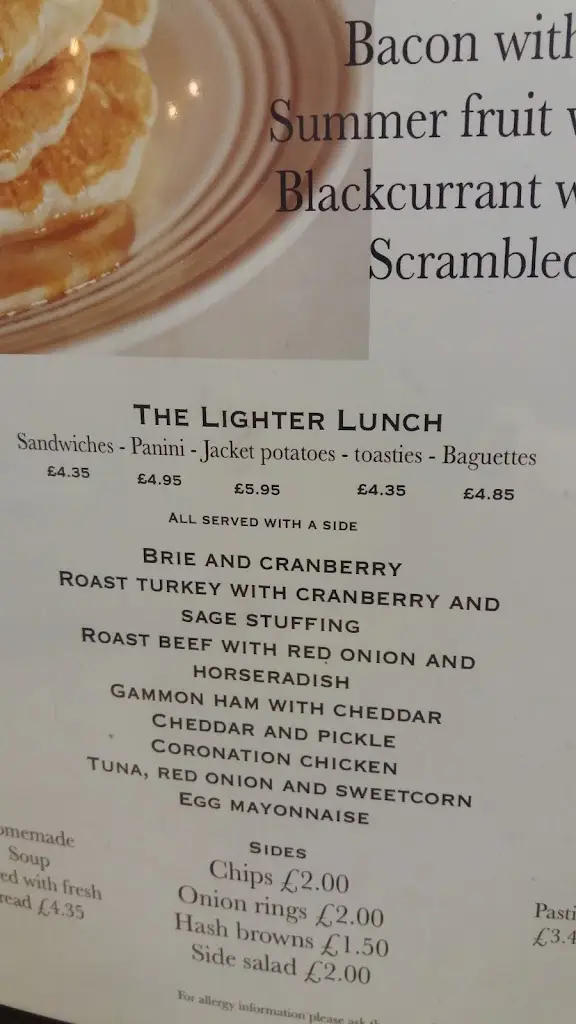 Bacon with
Summer fruit
Blackcurrant
Scrambled
THE LIGHTER LUNCH
Sandwiches - Panini - Jacket potatoes - toasties - Baguettes
£4.35 £4.95 £5.95 £4.35 £4.85
ALL SERVED WITH A SIDE
BRIE AND CRANBERRY
ROAST TURKEY WITH CRANBERRY AND
SAGE STUFFING
ROAST BEEF WITH RED ONION AND
HORSERADISH
GAMMON HAM WITH CHEDDAR
CHEDDAR AND PICKLE
CORONATION CHICKEN
TUNA, RED ONION AND SWEETCORN
EGG MAYONNAISE
omemade
Soup
ed with fresh
read £4.35
SIDES
Chips £2.00
Onion rings £2.00
Hash browns £1.50
Side salad £2.00
Pasti
£3.4
For allergy information please ask